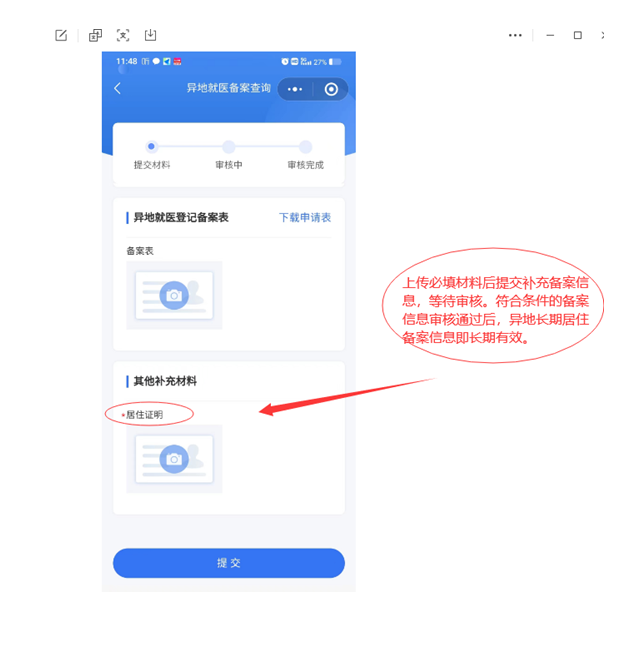 11:48
27%
异地就医备案查询
提交材料
审核中
审核完成
异地就医登记备案表
下载申请表
备案表
其他补充材料
*居住证明
提交
上传必填材料后提交补充备案信
息，等待审核。符合条件的备案
信息审核通过后，异地长期居住
备案信息即长期有效。